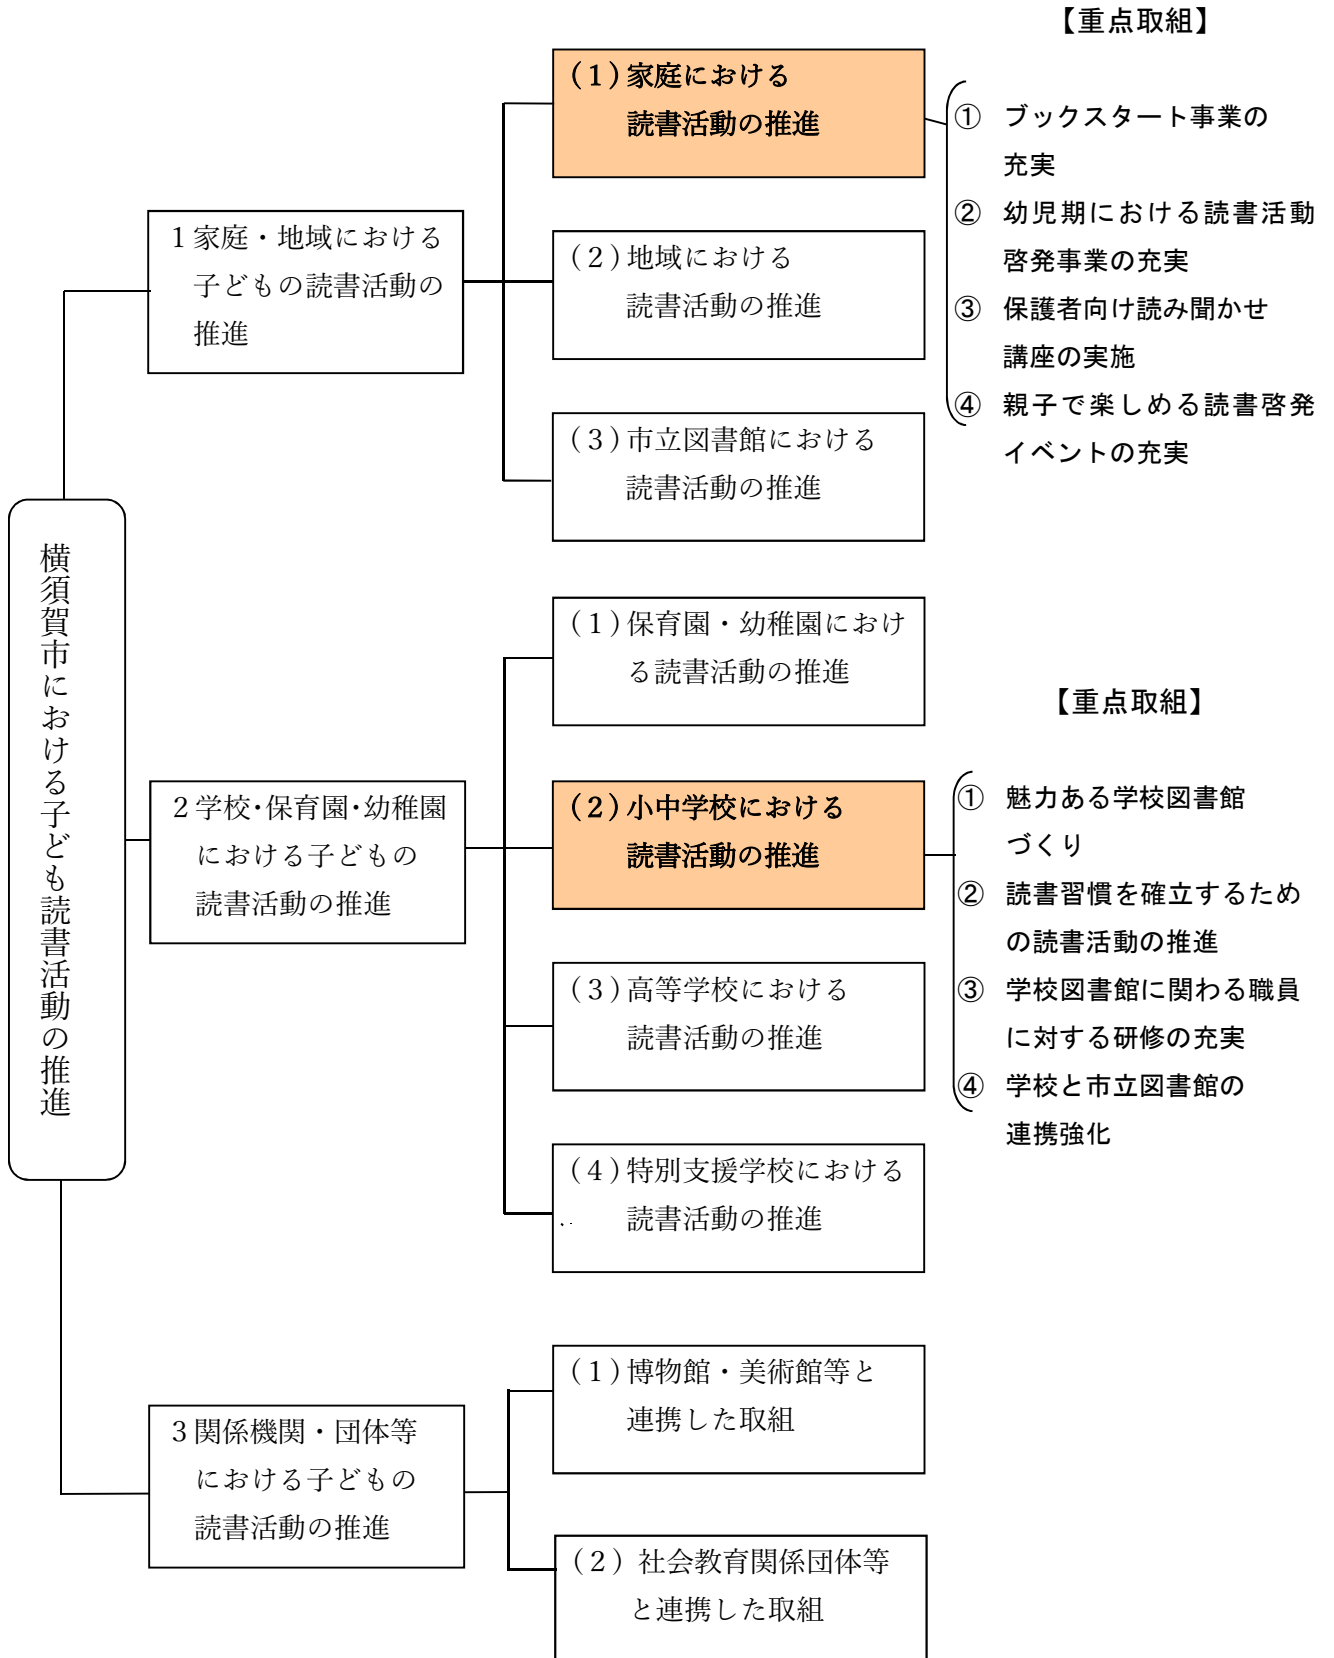 横須賀市における子ども読書活動の推進
1家庭・地域における
子どもの読書活動の
推進
(1)家庭における
読書活動の推進
【重点取組】
① ブックスタート事業の
充実
② 幼児期における読書活動
啓発事業の充実
③ 保護者向け読み聞かせ
講座の実施
④ 親子で楽しめる読書啓発
イベントの充実
(2)地域における
読書活動の推進
(3)市立図書館における
読書活動の推進
2学校・保育園・幼稚園
における子どもの
読書活動の推進
(1)保育園・幼稚園におけ
る読書活動の推進
(2)小中学校における
読書活動の推進
【重点取組】
① 魅力ある学校図書館
づくり
② 読書習慣を確立するため
の読書活動の推進
③ 学校図書館に関わる職員
に対する研修の充実
④ 学校と市立図書館の
連携強化
(3)高等学校における
読書活動の推進
(4)特別支援学校における
読書活動の推進
3関係機関・団体等
における子どもの
読書活動の推進
(1)博物館・美術館等と
連携した取組
(2)社会教育関係団体等
と連携した取組